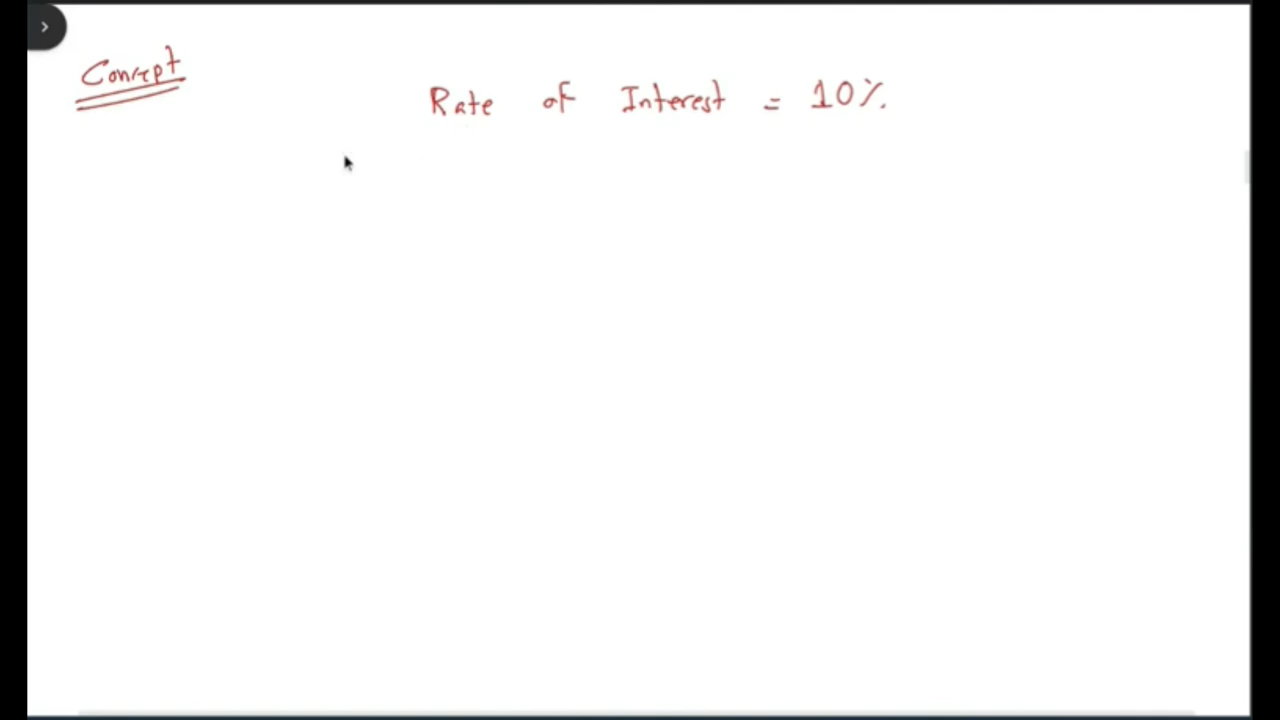 Concept
Rate of Interest = 10%